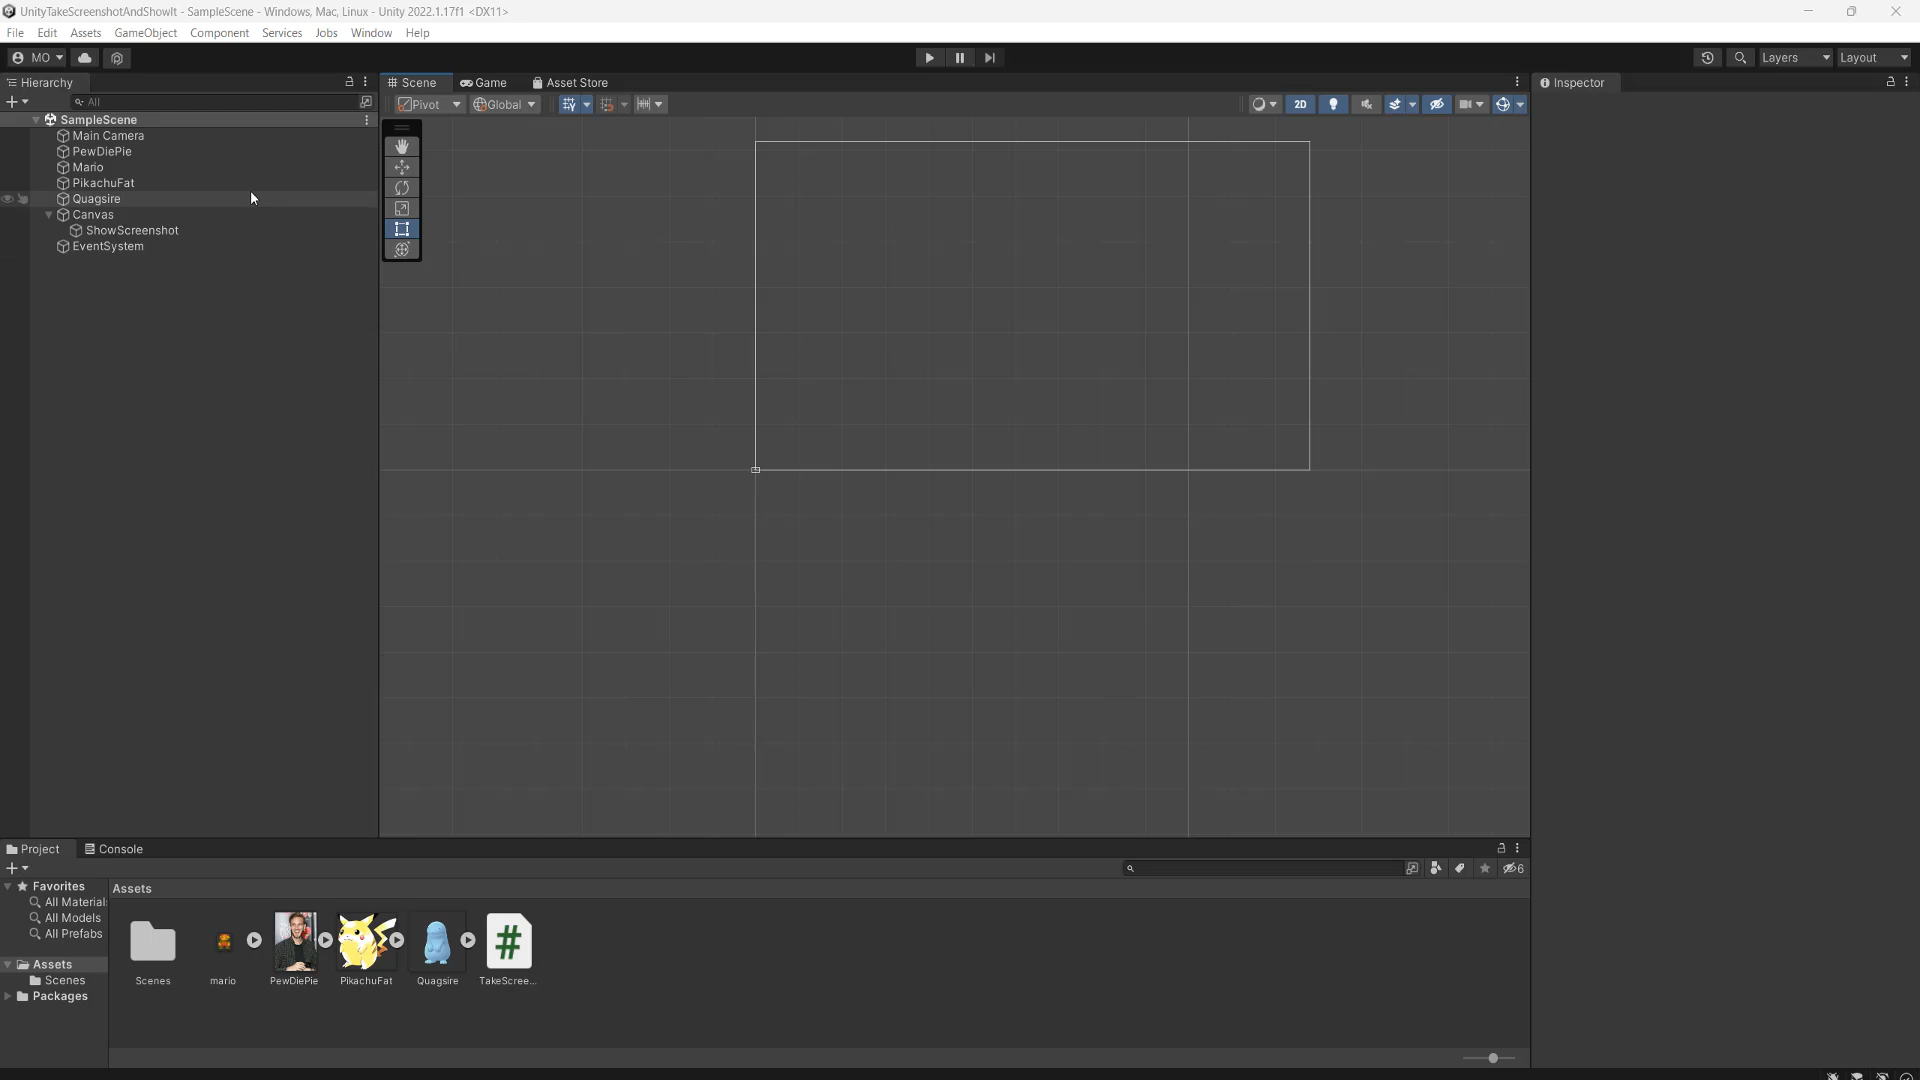 UnityTakeScreenshotAndShowIt - SampleScene - Windows, Mac, Linux - Unity 2022.1.17f1 <DX11>
File Edit Assets GameObject Component Services Jobs Window Help
MO Layers Layout
Hierarchy Scene Game Asset Store Inspector
All Pivot Global 2D
SampleScene
Main Camera
PewDiePie
Mario
PikachuFat
Quagsire
Canvas
ShowScreenshot
EventSystem
Project Console
6
Favorites Assets
All Material
All Models
All Prefabs
Assets
Scenes
Packages
Scenes mario PewDiePie PikachuFat Quagsire TakeScree...